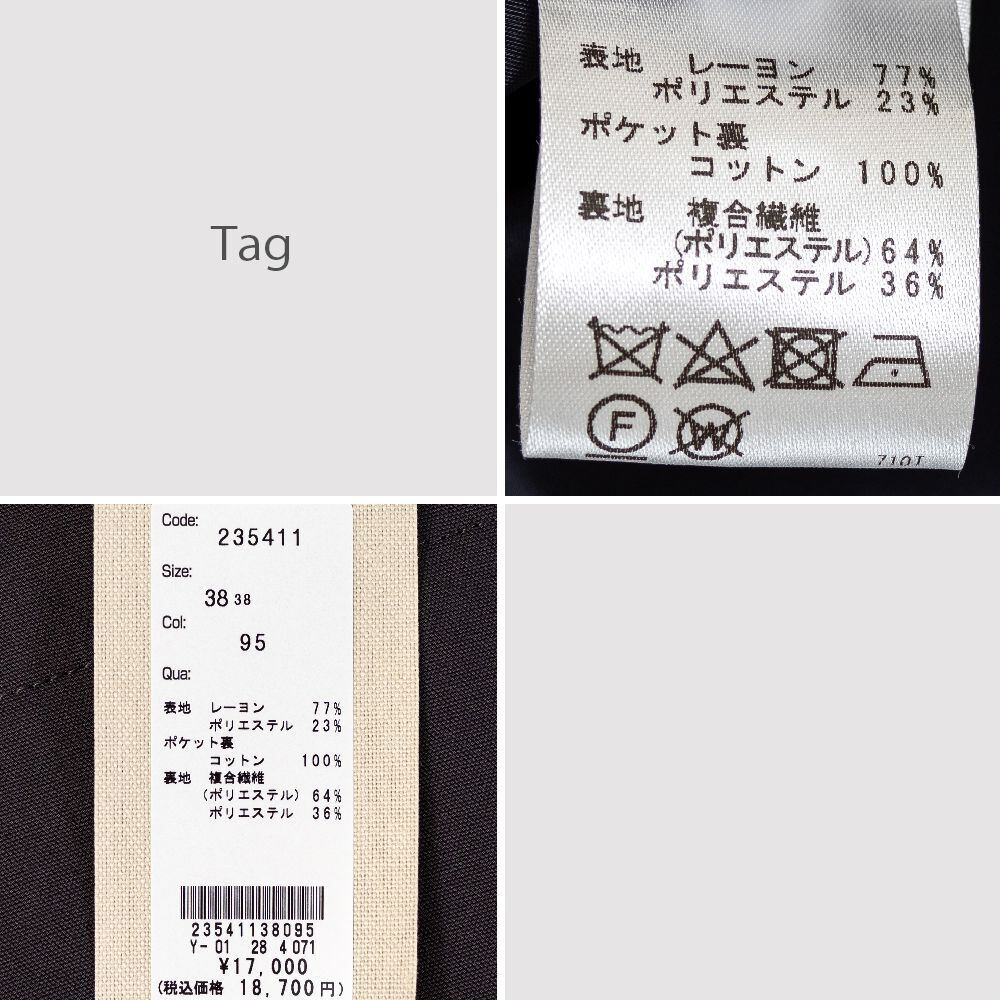 Tag
表地 レーヨン 77%
ポリエステル 23%
ポケット裏
コットン 100%
裏地 複合繊維
(ポリエステル) 64%
ポリエステル 36%
F
W
710T
Code:
235411
Size:
38 38
Col:
95
Qua:
表地 レーヨン 77%
ポリエステル 23%
ポケット裏
コットン 100%
裏地 複合繊維
(ポリエステル) 64%
ポリエステル 36%
23541138095
Y-01 28 4071
¥17,000
(税込価格 18,700円)